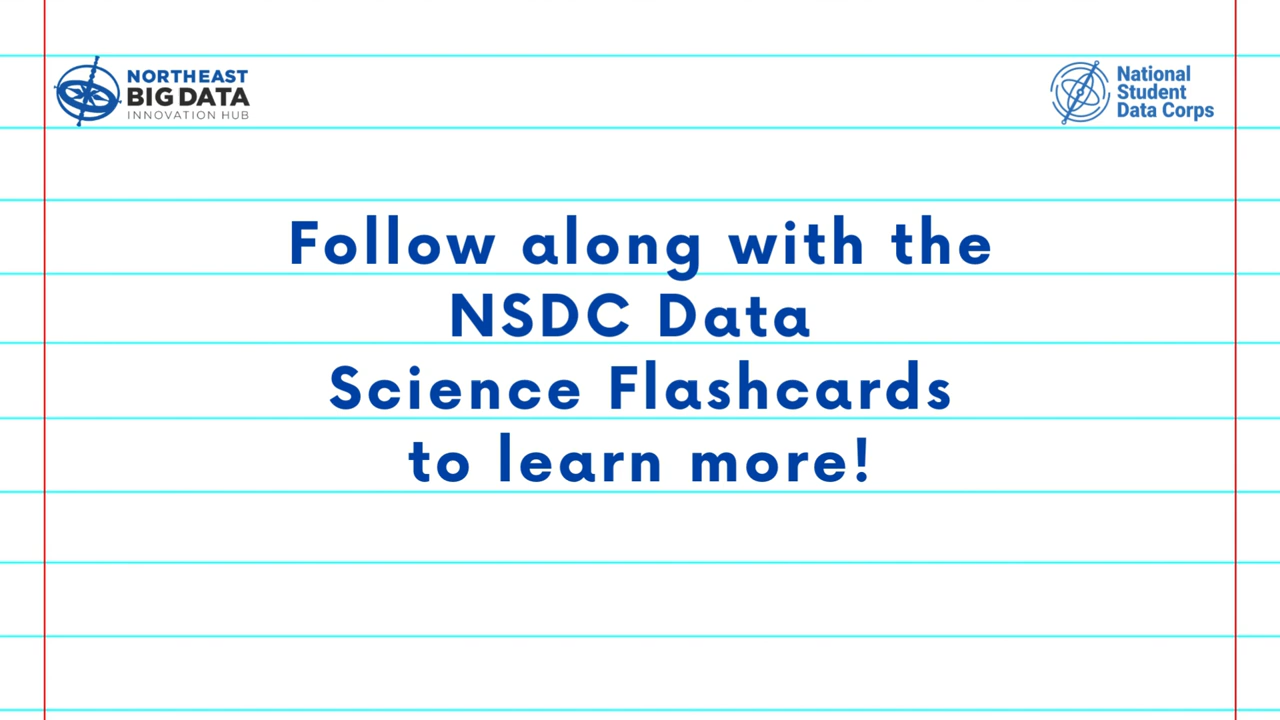 NORTHEAST
BIG DATA
INNOVATION HUB
National
Student
Data Corps
Follow along with the
NSDC Data
Science Flashcards
to learn more!